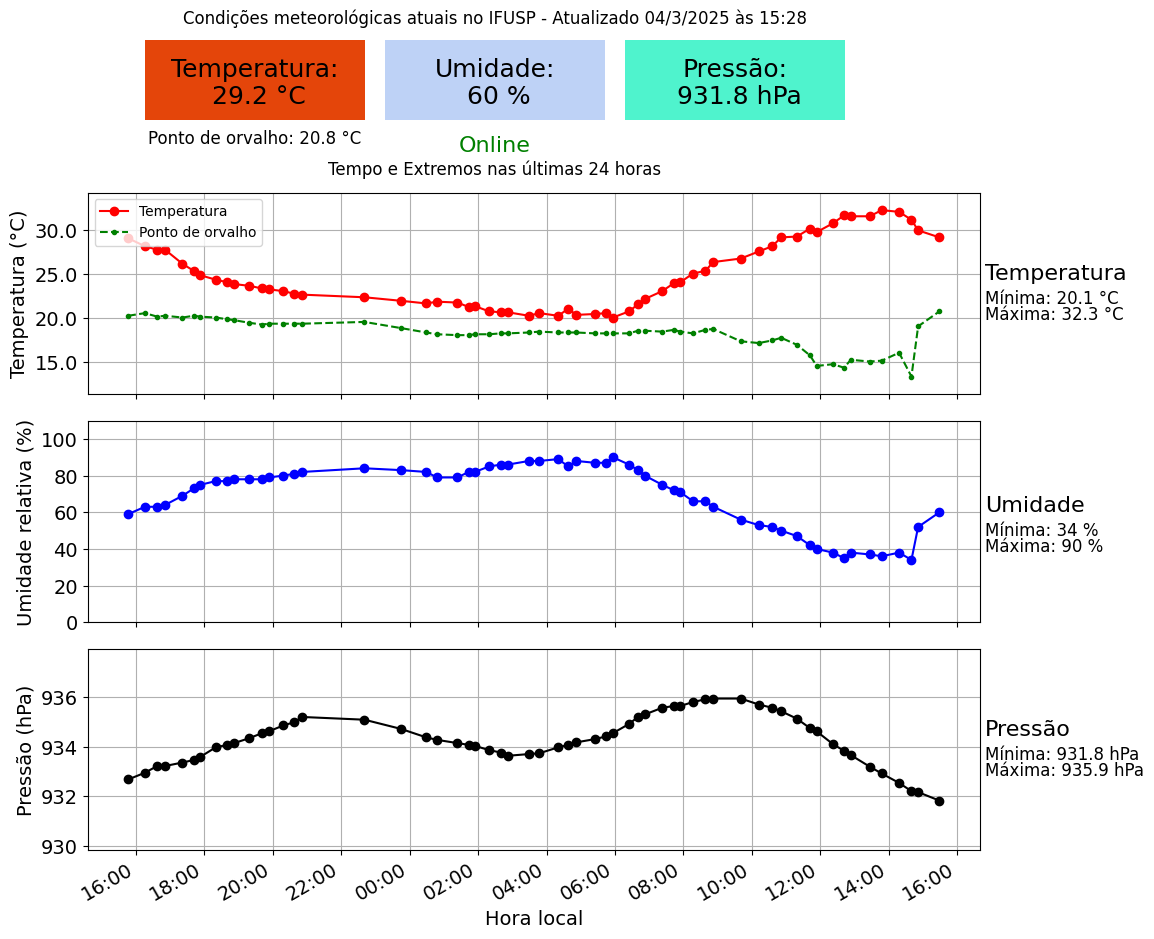 Condições meteorológicas atuais no IFUSP - Atualizado 04/3/2025 às 15:28
Temperatura:
29.2 °C
Umidade:
60 %
Pressão:
931.8 hPa
Ponto de orvalho: 20.8 °C
Online
Tempo e Extremos nas últimas 24 horas
Temperatura (°C)
30.0
25.0
20.0
15.0
Temperatura
Ponto de orvalho
Temperatura
Mínima: 20.1 °C
Máxima: 32.3 °C
Umidade relativa (%)
100
80
60
40
20
0
Umidade
Mínima: 34 %
Máxima: 90 %
Pressão (hPa)
936
934
932
930
Pressão
Mínima: 931.8 hPa
Máxima: 935.9 hPa
16:00 18:00 20:00 22:00 00:00 02:00 04:00 06:00 08:00 10:00 12:00 14:00 16:00
Hora local